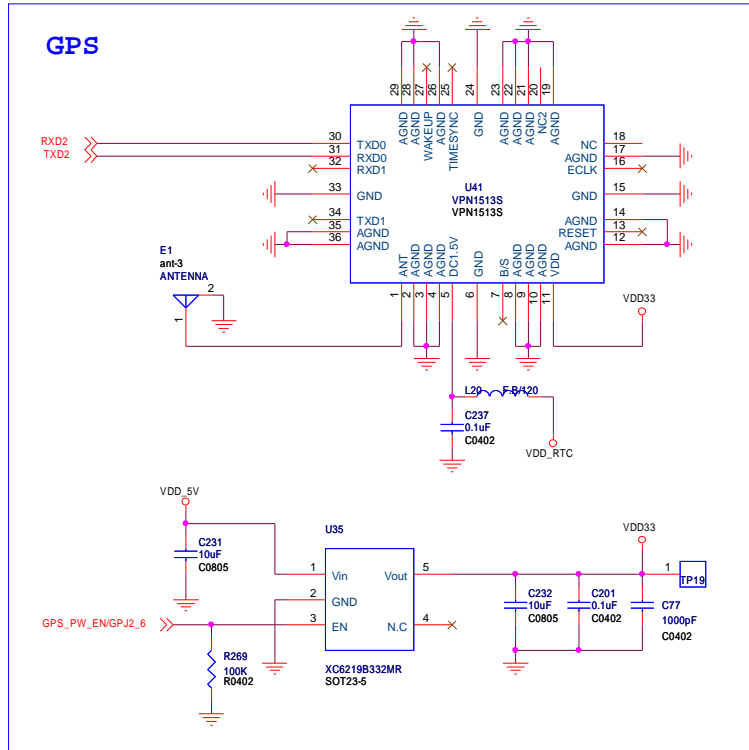 GPS
29
28
27
26
25
24
23
22
21
20
19
AGND
AGND
WAKEUP
AGND
TIMESYNC
GND
AGND
AGND
AGND
NC2
AGND
RXD2
TXD2
30
31
32
33
34
35
36
TXD0
RXD0
RXD1
GND
TXD1
AGND
AGND
U41
VPN1513S
VPN1513S
NC
AGND
ECLK
GND
AGND
RESET
AGND
18
17
16
15
14
13
12
ANT
AGND
AGND
AGND
DC1.5V
GND
B/S
AGND
AGND
AGND
VDD
1
2
3
4
5
6
7
8
9
10
11
E1
ant-3
ANTENNA
2
1
VDD33
L20 F.B/120
C237
0.1uF
C0402
VDD_RTC
VDD_5V
C231
10uF
C0805
U35
1
2
3
Vin
GND
EN
Vout
N.C
5
4
XC6219B332MR
SOT23-5
GPS_PW_EN/GPJ2_6
R269
100K
R0402
VDD33
1
TP19
C232
10uF
C0805
C201
0.1uF
C0402
C77
1000pF
C0402